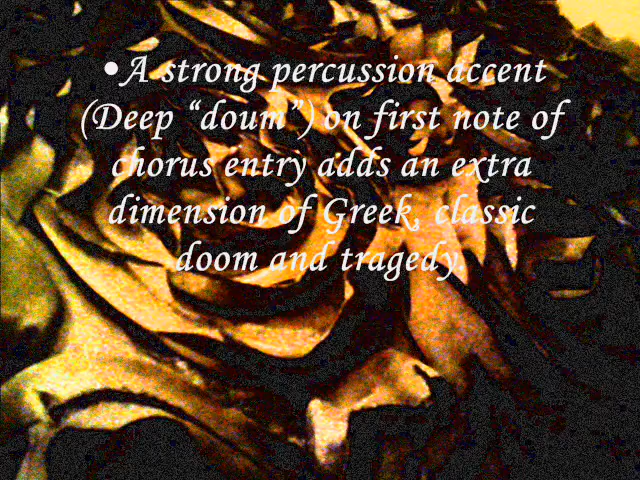 •A strong percussion accent
(Deep “doum”) on first note of
chorus entry adds an extra
dimension of Greek, classic
doom and tragedy.